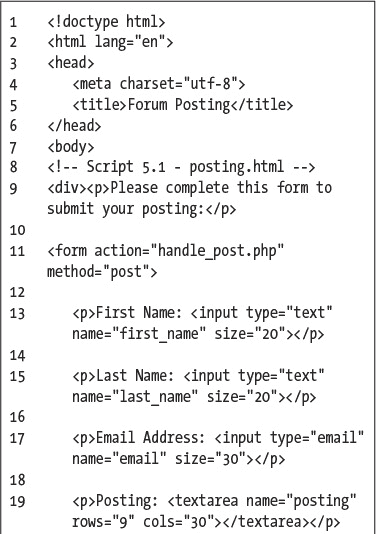 1 <!doctype html>
2 <html lang="en">
3 <head>
4 <meta charset="utf-8">
5 <title>Forum Posting</title>
6 </head>
7 <body>
8 <!-- Script 5.1 - posting.html -->
9 <div><p>Please complete this form to
submit your posting:</p>
10
11 <form action="handle_post.php"
method="post">
12
13 <p>First Name: <input type="text"
name="first_name" size="20"></p>
14
15 <p>Last Name: <input type="text"
name="last_name" size="20"></p>
16
17 <p>Email Address: <input type="email"
name="email" size="30"></p>
18
19 <p>Posting: <textarea name="posting"
rows="9" cols="30"></textarea></p>